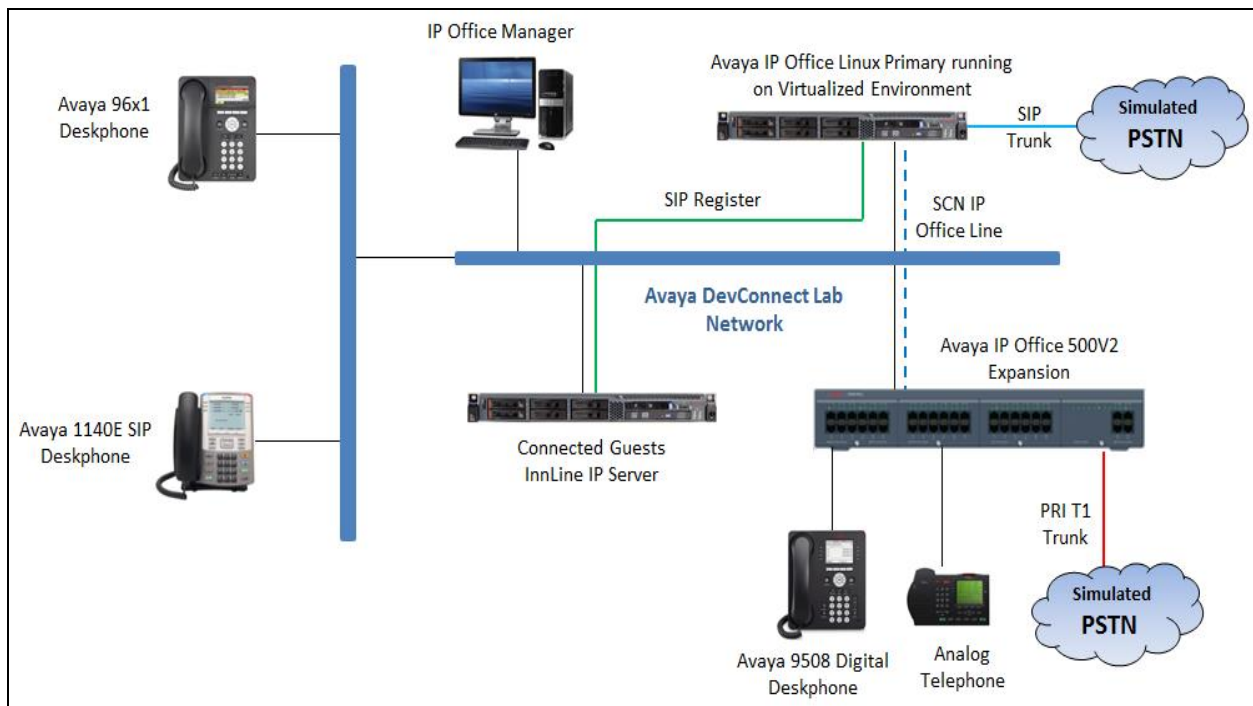 IP Office Manager
Avaya IP Office Linux Primary running
on Virtualized Environment
Avaya 96x1
Deskphone
SIP
Trunk
Simulated
PSTN
SIP Register
SCN IP
Office Line
Avaya DevConnect Lab
Network
Avaya IP Office 500V2
Expansion
Avaya 1140E SIP
Deskphone
Connected Guests
InnLine IP Server
PRI T1
Trunk
Simulated
PSTN
Avaya 9508 Digital
Deskphone
Analog
Telephone